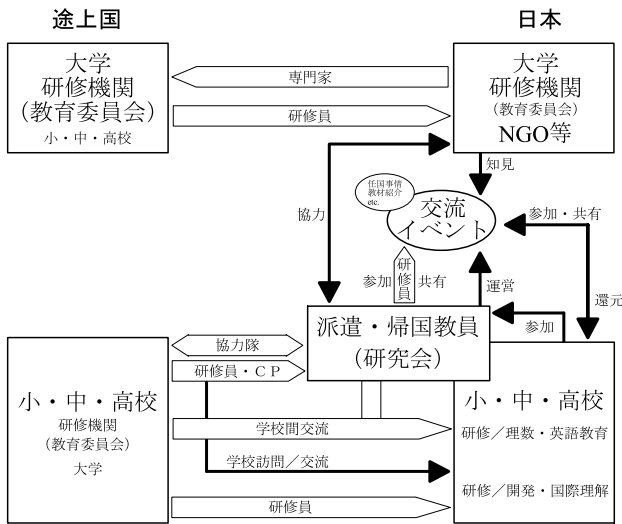 途上国
日本
大学
研修機関
（教育委員会）
小・中・高校
専門家
研修員
大学
研修機関
（教育委員会）
NGO等
知見
任国事情
教材紹介
etc.
交流
イベント
協力
参加・共有
参加
研修員
共有
運営
還元
派遣・帰国教員
（研究会）
参加
協力隊
研修員・ＣＰ
小・中・高校
研修機関
（教育委員会）
大学
学校間交流
学校訪問／交流
研修員
小・中・高校
研修／理数・英語教育
研修／開発・国際理解